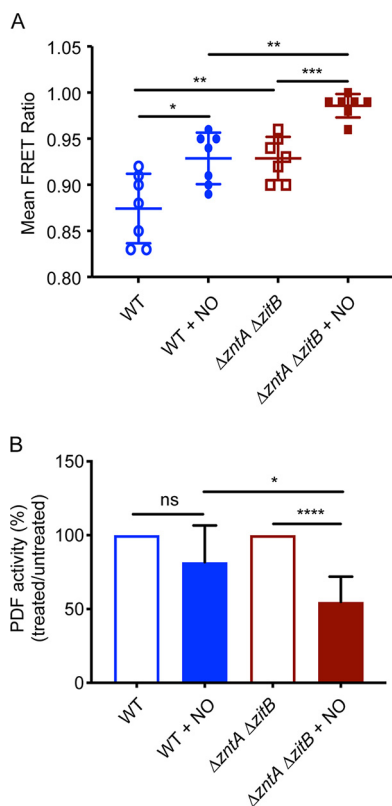 A
Mean FRET Ratio
1.05
1.00
0.95
0.90
0.85
0.80
**
**
***
*
WT
WT + NO
ΔzntA ΔzitB
ΔzntA ΔzitB + NO
B
PDF activity (%)
(treated/untreated)
150
100
50
0
*
ns
****
WT
WT + NO
ΔzntA ΔzitB
ΔzntA ΔzitB + NO